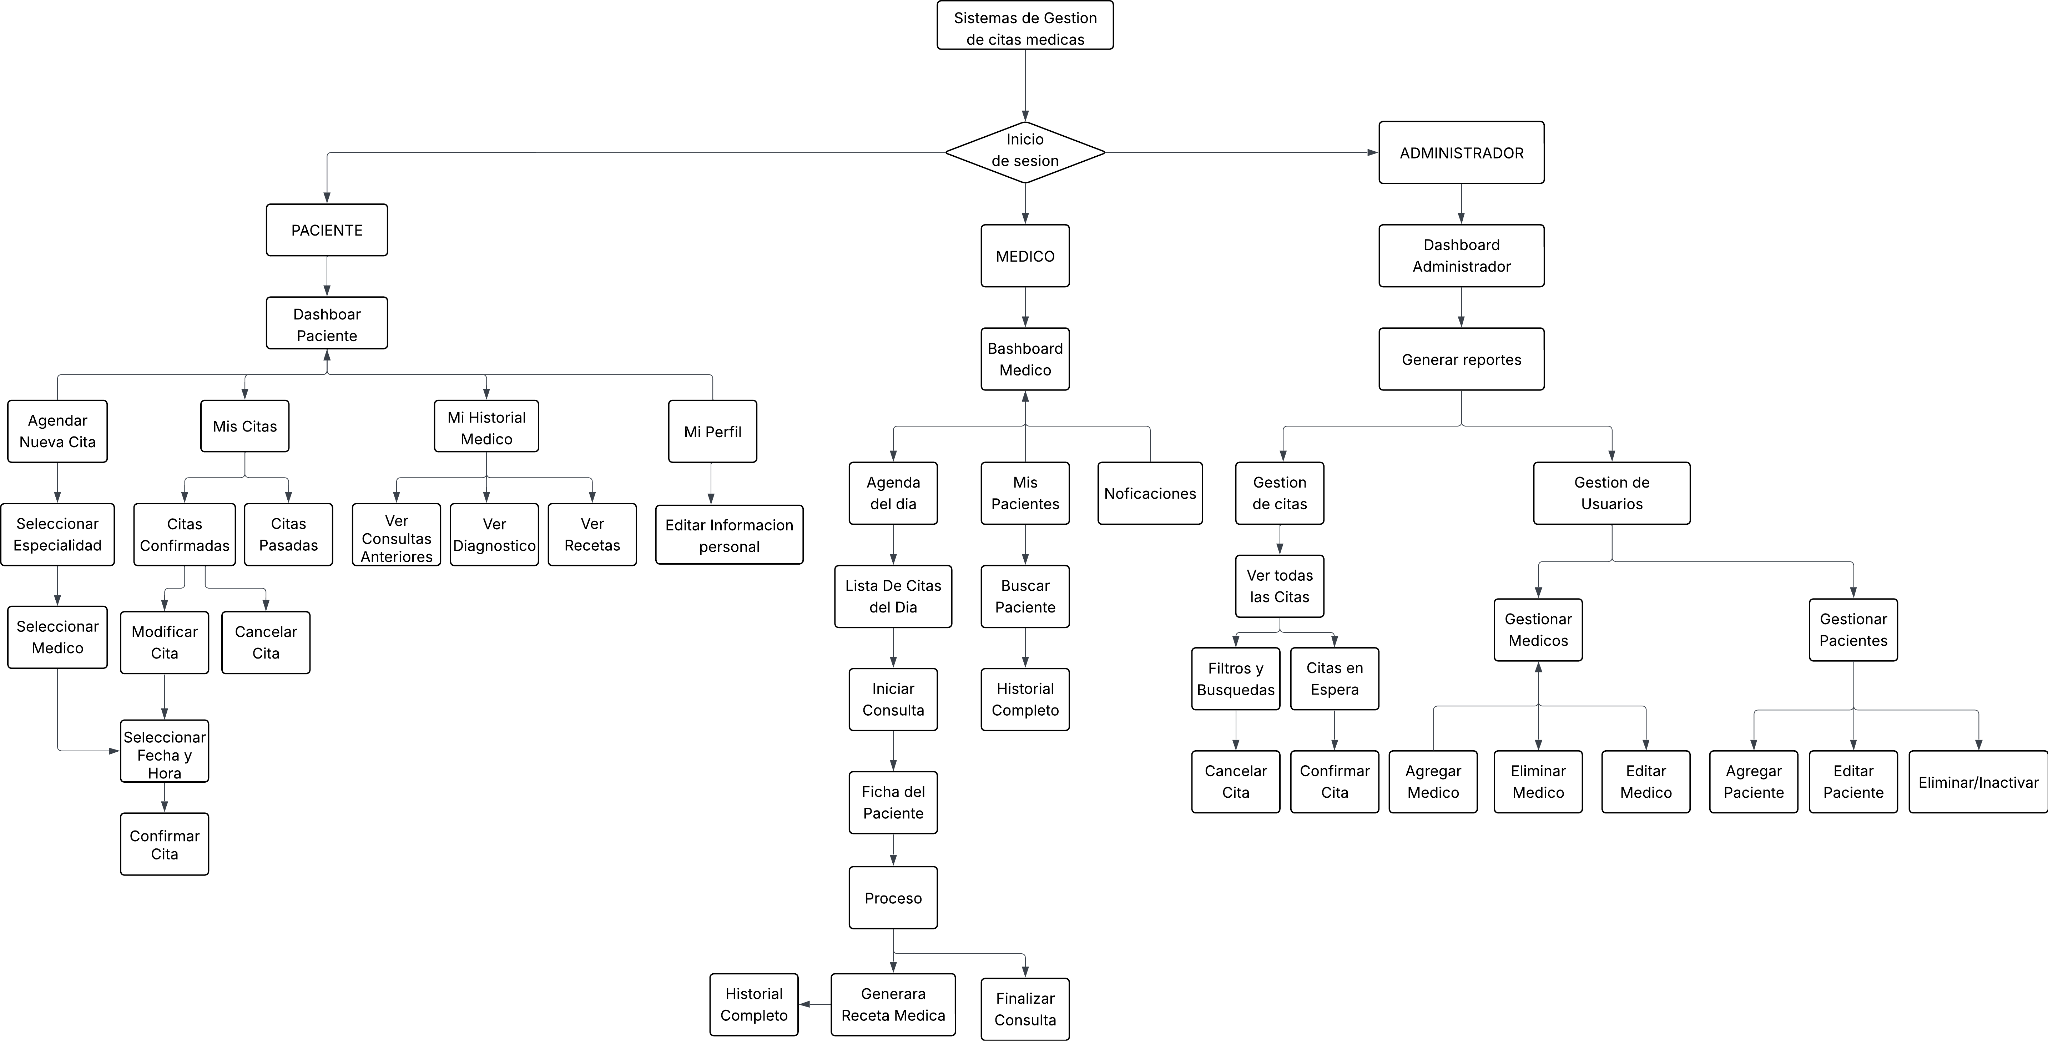 Sistemas de Gestion
de citas medicas
Inicio
de sesion
ADMINISTRADOR
PACIENTE
MEDICO
Dashboard
Administrador
Dashboar
Paciente
Bashboard
Medico
Generar reportes
Agendar
Nueva Cita
Mis Citas
Mi Historial
Medico
Mi Perfil
Agenda
del dia
Mis
Pacientes
Noficaciones
Gestion
de citas
Gestion de
Usuarios
Seleccionar
Especialidad
Citas
Confirmadas
Citas
Pasadas
Ver
Consultas
Anteriores
Ver
Diagnostico
Ver
Recetas
Editar Informacion
personal
Lista De Citas
del Dia
Buscar
Paciente
Ver todas
las Citas
Seleccionar
Medico
Modificar
Cita
Cancelar
Cita
Gestionar
Medicos
Gestionar
Pacientes
Iniciar
Consulta
Historial
Completo
Filtros y
Busquedas
Citas en
Espera
Seleccionar
Fecha y
Hora
Ficha del
Paciente
Cancelar
Cita
Confirmar
Cita
Agregar
Medico
Eliminar
Medico
Editar
Medico
Agregar
Paciente
Editar
Paciente
Eliminar/Inactivar
Confirmar
Cita
Proceso
Historial
Completo
Generara
Receta Medica
Finalizar
Consulta